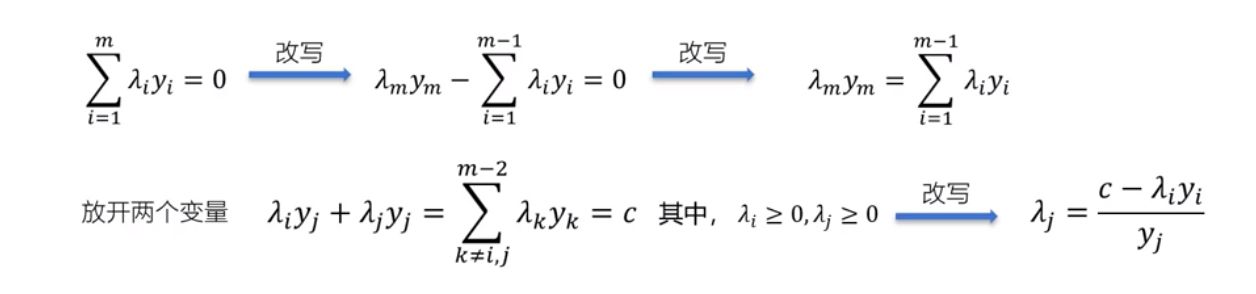 $\sum_{i=1}^{m} \lambda_i y_i = 0$ 改写 $\lambda_m y_m - \sum_{i=1}^{m-1} \lambda_i y_i = 0$ 改写 $\lambda_m y_m = \sum_{i=1}^{m-1} \lambda_i y_i$
放开两个变量 $\lambda_i y_j + \lambda_j y_j = \sum_{k \neq i,j}^{m-2} \lambda_k y_k = c$ 其中， $\lambda_i \geq 0, \lambda_j \geq 0$ 改写 $\lambda_j = \frac{c - \lambda_i y_i}{y_j}$